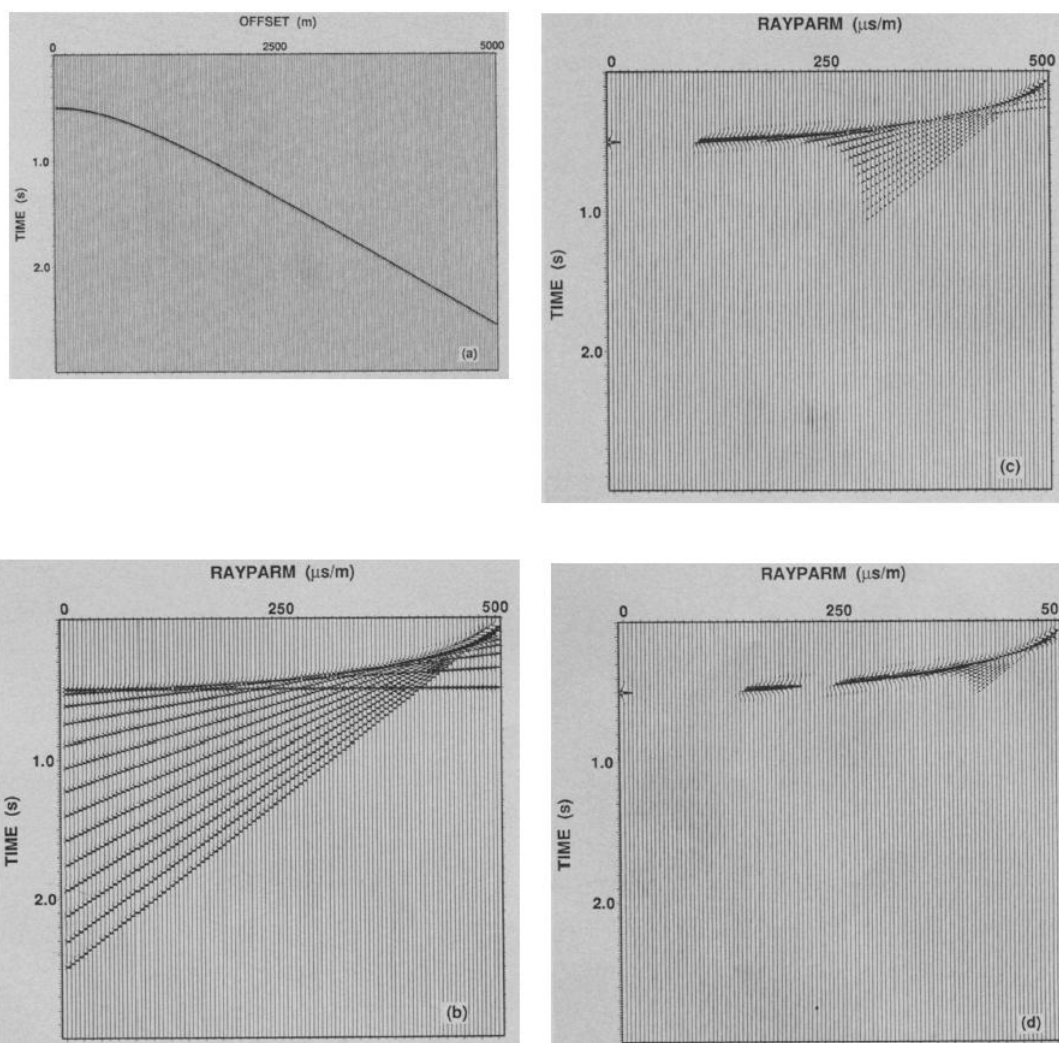 OFFSET (m)
0 2500 5000
TIME (s)
1.0
2.0
(a)
RAYPARM (µs/m)
0 250 500
TIME (s)
1.0
2.0
(c)
RAYPARM (µs/m)
0 250 500
TIME (s)
1.0
2.0
(b)
RAYPARM (µs/m)
0 250 50
TIME (s)
1.0
2.0
(d)